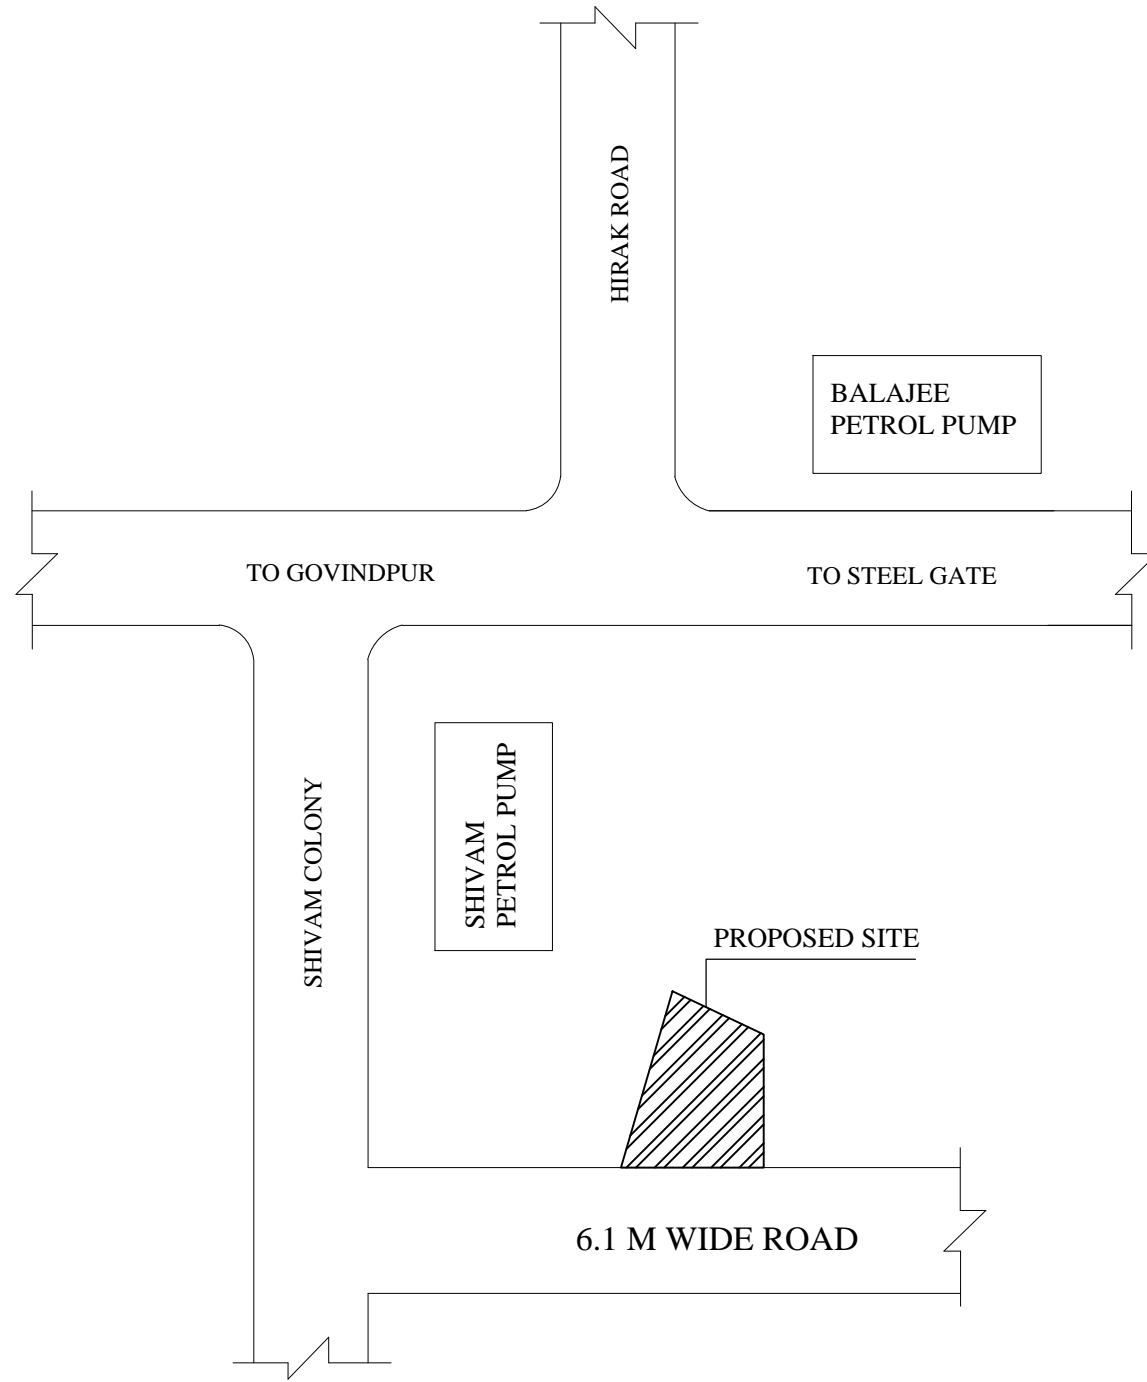 HIRAK ROAD
BALAJEE
PETROL PUMP
TO GOVINDPUR
TO STEEL GATE
SHIVAM COLONY
SHIVAM
PETROL PUMP
PROPOSED SITE
6.1 M WIDE ROAD